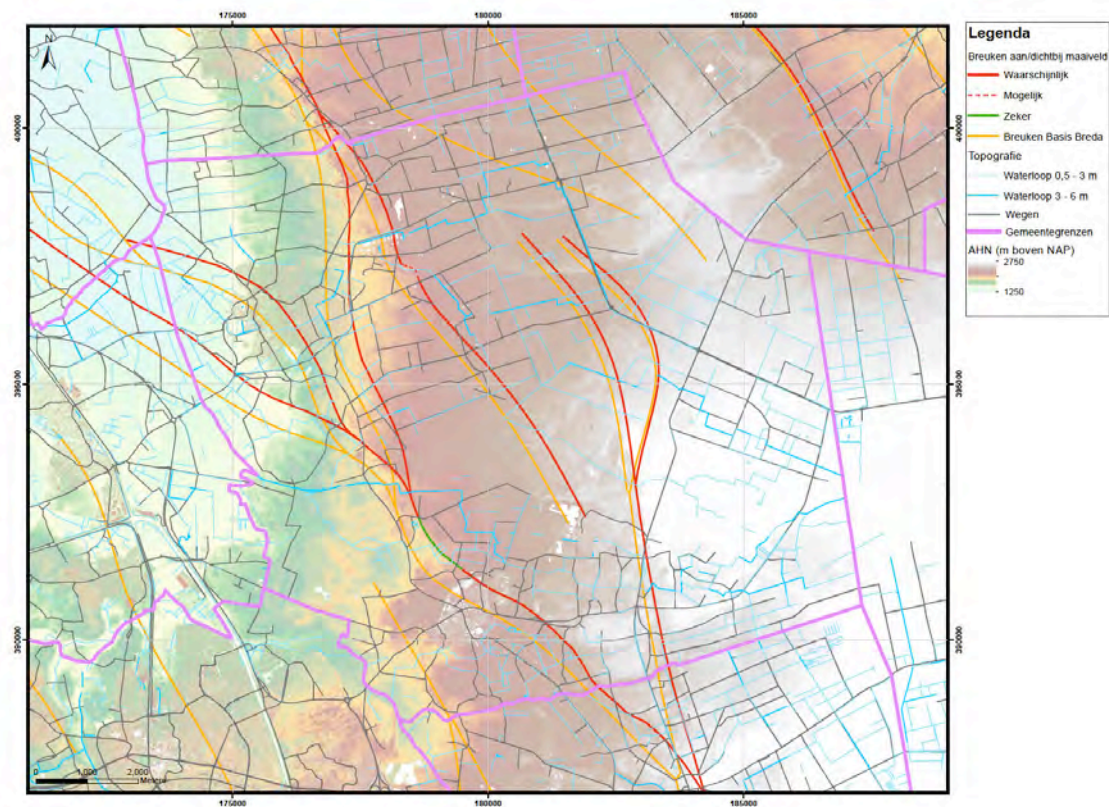 175000
180000
185000
N
400000
395000
390000
400000
395000
390000
0
1,000
2,000
Meters
175000
180000
185000
Legenda
Breuken aan/dichtbij maaiveld
Waarschijnlijk
Mogelijk
Zeker
Breuken Basis Breda
Topografie
Waterloop 0,5 - 3 m
Waterloop 3 - 6 m
Wegen
Gemeentegrenzen
AHN (m boven NAP)
2750
1250